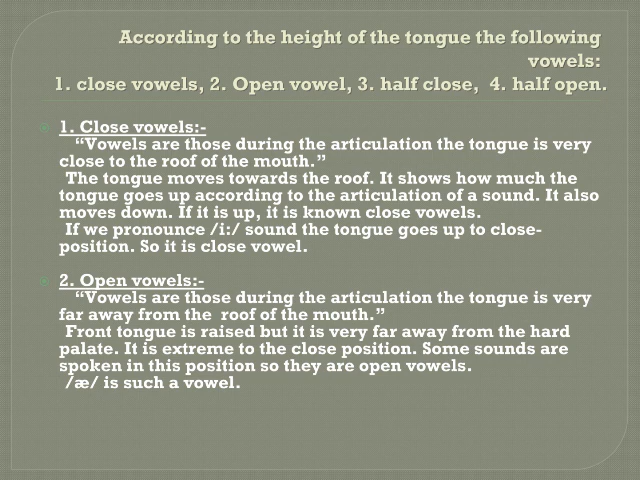 According to the height of the tongue the following
vowels:
1. close vowels, 2. Open vowel, 3. half close,  4. half open.
1. Close vowels:-
“Vowels are those during the articulation the tongue is very
close to the roof of the mouth.”
The tongue moves towards the roof. It shows how much the
tongue goes up according to the articulation of a sound. It also
moves down. If it is up, it is known close vowels.
If we pronounce /i:/ sound the tongue goes up to close-
position. So it is close vowel.
2. Open vowels:-
“Vowels are those during the articulation the tongue is very
far away from the  roof of the mouth.”
Front tongue is raised but it is very far away from the hard
palate. It is extreme to the close position. Some sounds are
spoken in this position so they are open vowels.
/æ/ is such a vowel.